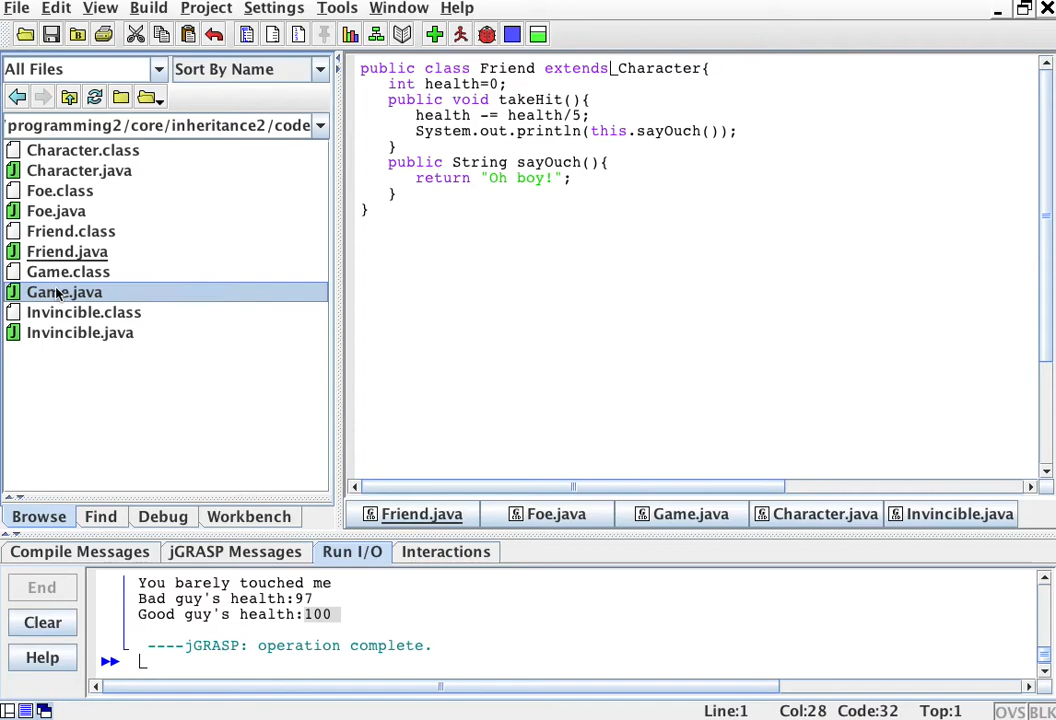 File Edit View Build Project Settings Tools Window Help
All Files Sort By Name
programming2/core/inheritance2/code
Character.class
Character.java
Foe.class
Foe.java
Friend.class
Friend.java
Game.class
Game.java
Invincible.class
Invincible.java
Browse Find Debug Workbench
public class Friend extends Character{
int health=0;
public void takeHit(){
health -= health/5;
System.out.println(this.sayOuch());
}
public String sayOuch(){
return "Oh boy!";
}
}
Friend.java Foe.java Game.java Character.java Invincible.java
Compile Messages jGRASP Messages Run I/O Interactions
End
Clear
Help
You barely touched me
Bad guy's health:97
Good guy's health:100
----jGRASP: operation complete.
Line:1 Col:28 Code:32 Top:1 OVS BLK